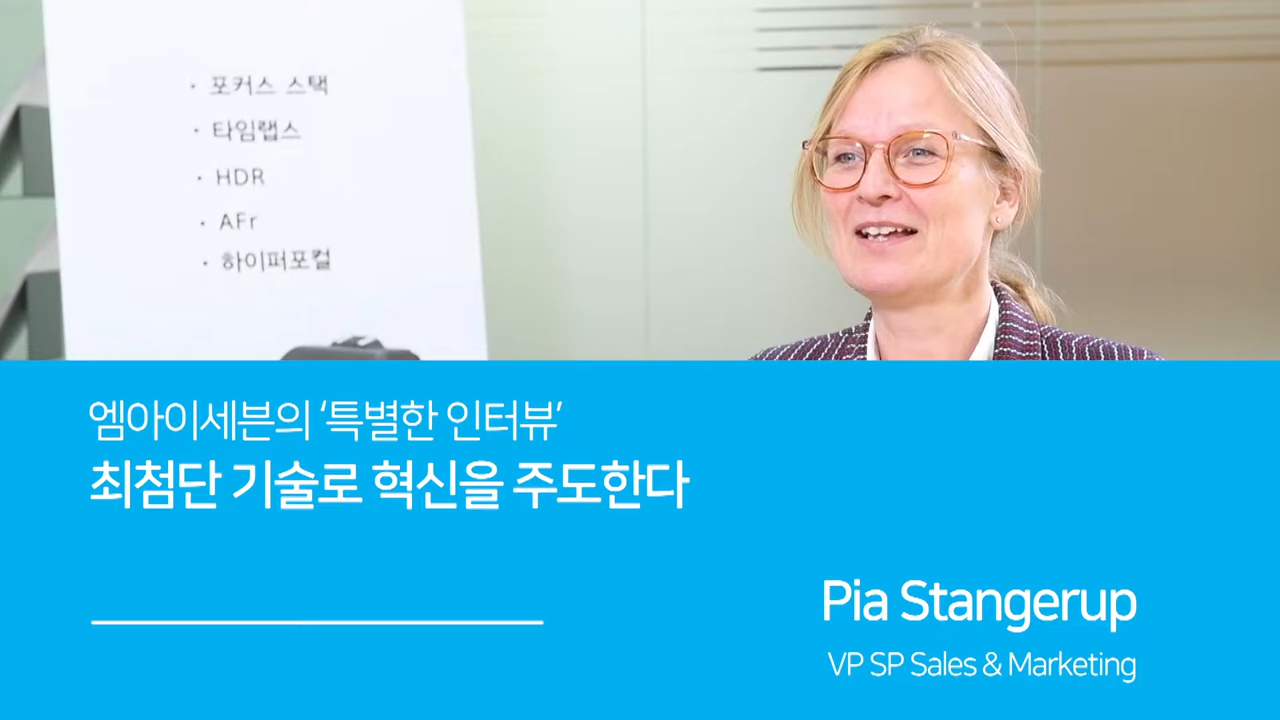 · 포커스 스택
· 타임랩스
· HDR
· AFr
· 하이퍼포컬
엠아이세븐의 ‘특별한 인터뷰’
최첨단 기술로 혁신을 주도한다
Pia Stangerup
VP SP Sales & Marketing